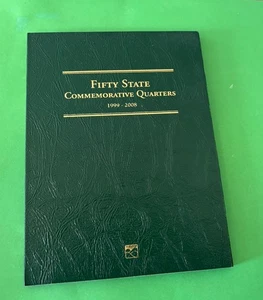 FIFTY STATE
COMMEMORATIVE QUARTERS
1999 - 2008